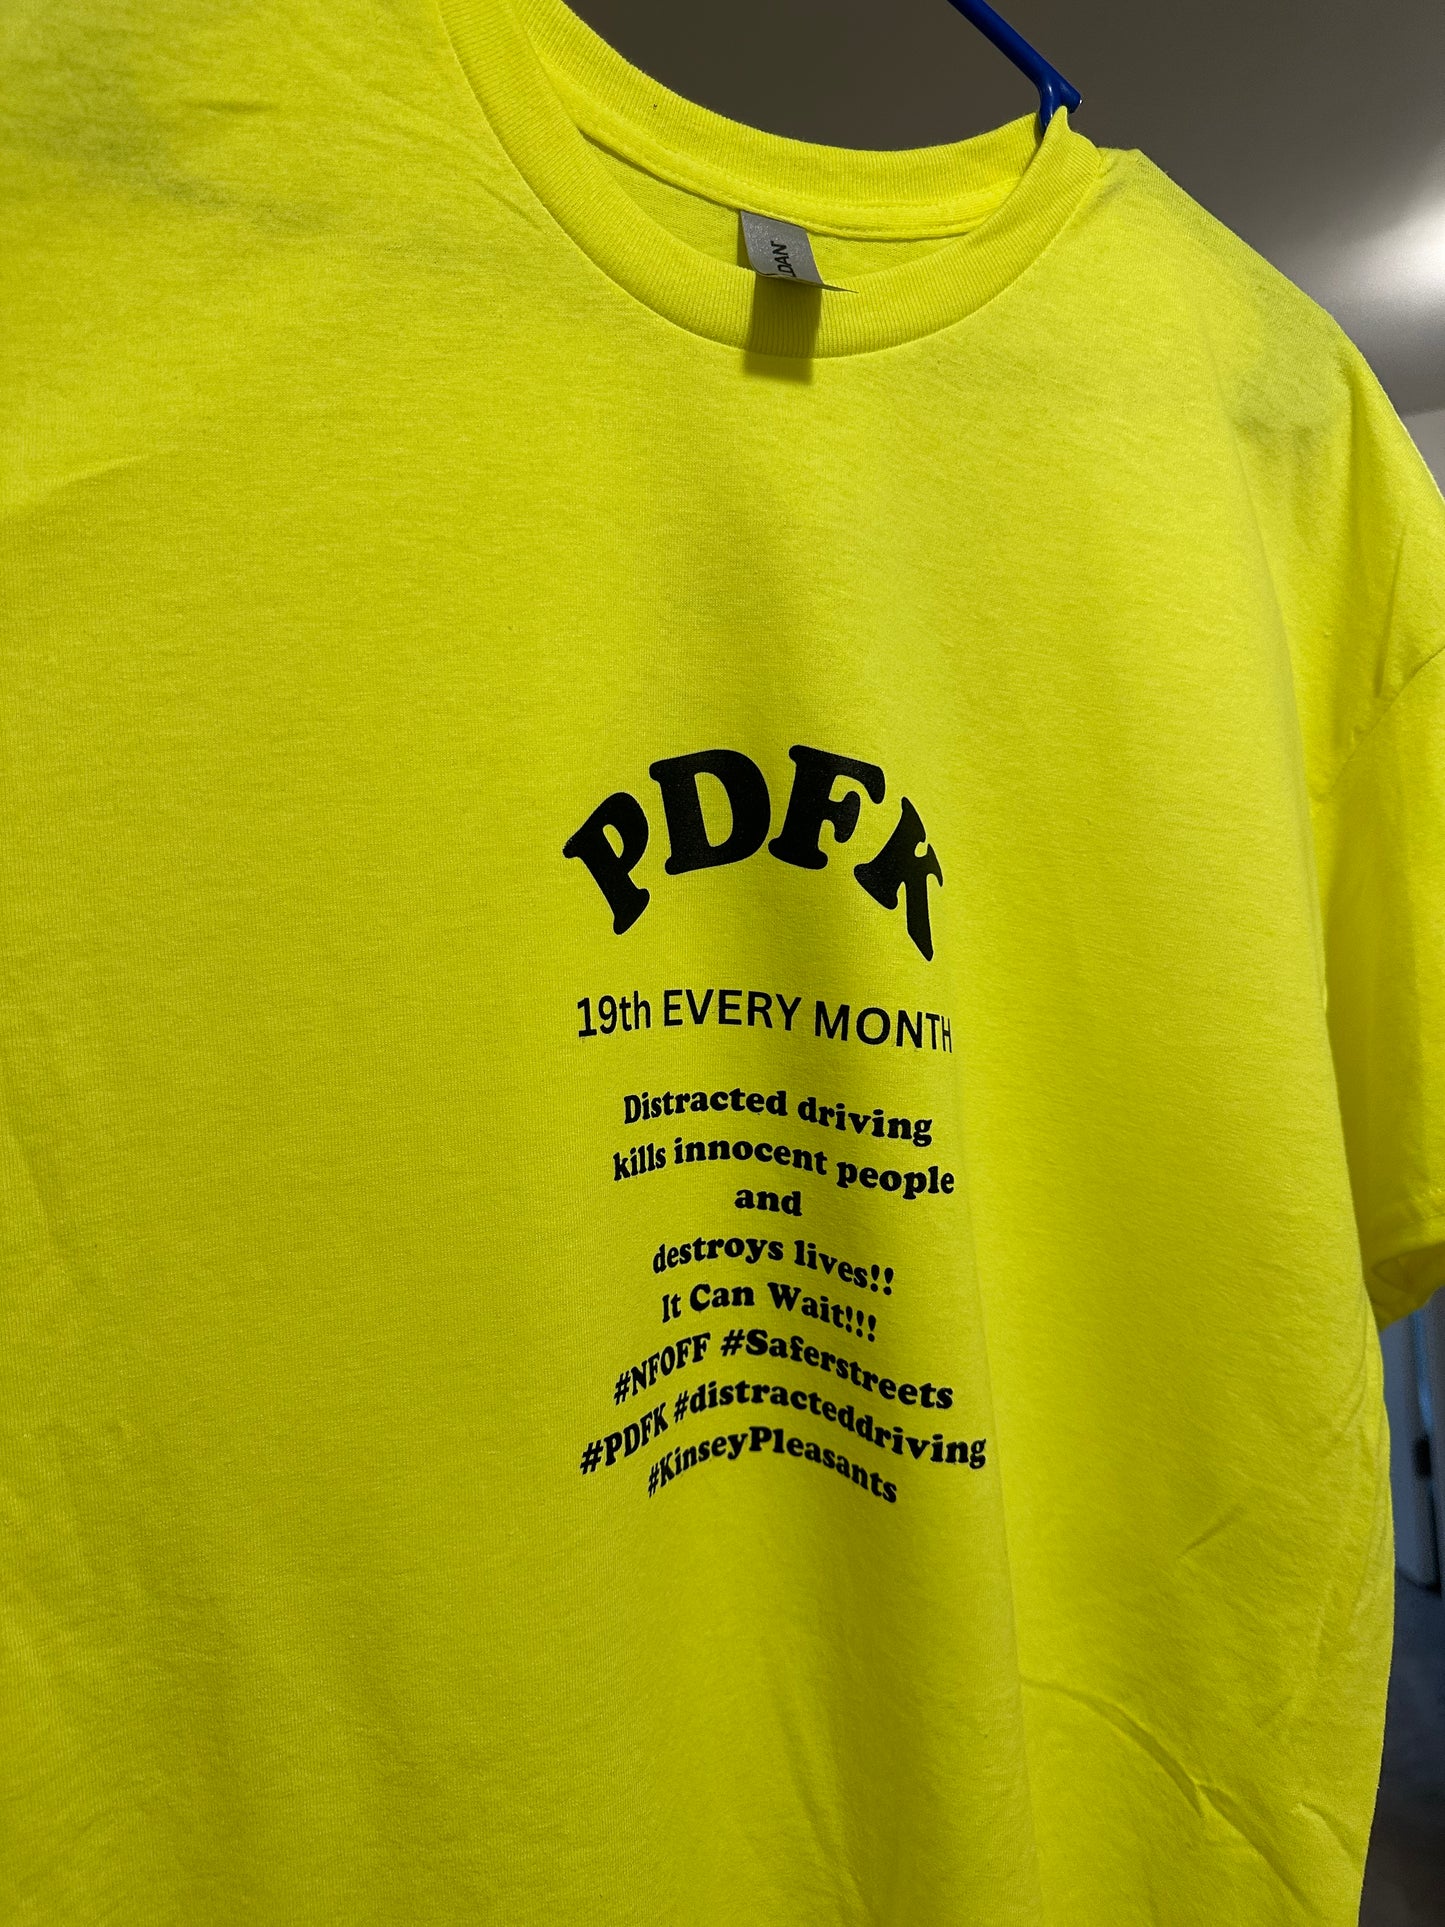 PDFK
19th EVERY MONTH
Distracted driving
kills innocent people
and
destroys lives!!
It Can Wait!!!
#NFOFF #Saferstreets
#PDFK #distracteddriving
#KinseyPleasants